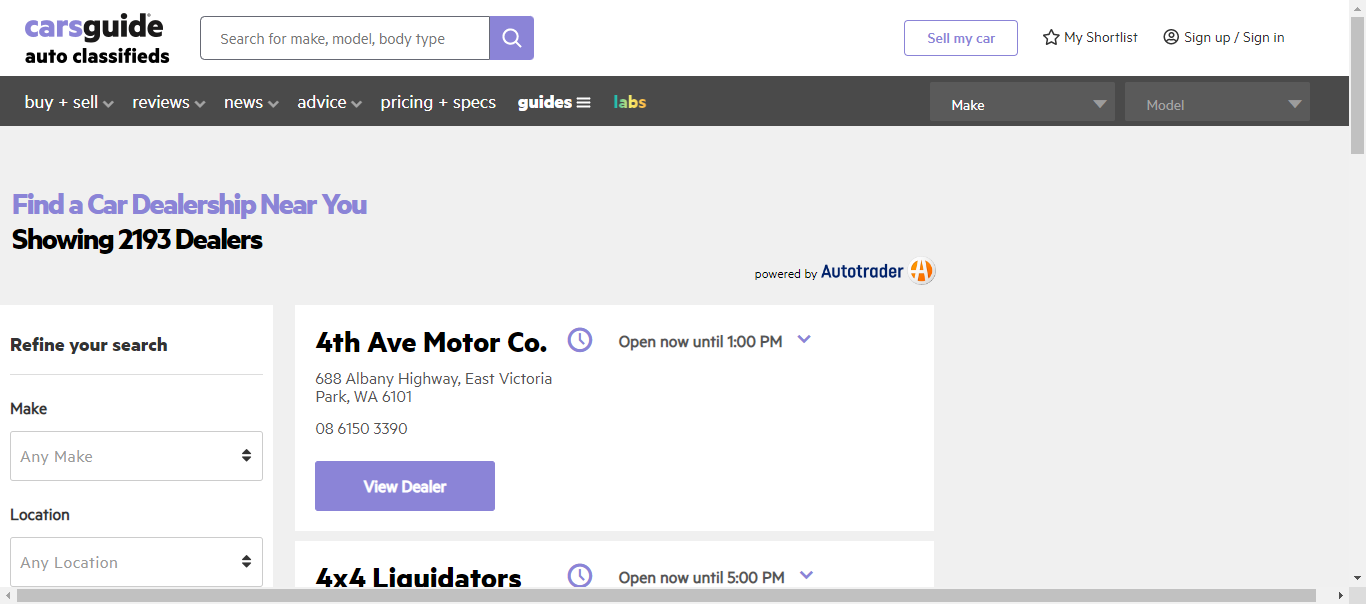 carsguide
auto classifieds
Search for make, model, body type
Sell my car
My Shortlist
Sign up / Sign in
buy + sell
reviews
news
advice
pricing + specs
guides
labs
Make
Model
Find a Car Dealership Near You
Showing 2193 Dealers
powered by Autotrader
Refine your search
Make
Any Make
Location
Any Location
4th Ave Motor Co.
Open now until 1:00 PM
688 Albany Highway, East Victoria
Park, WA 6101
08 6150 3390
View Dealer
4x4 Liquidators
Open now until 5:00 PM